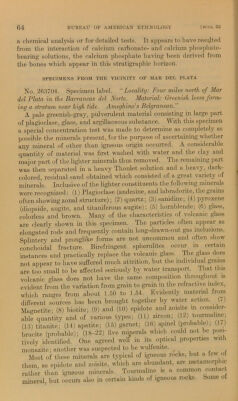 64 BUREAU OF AMERICAN ETHNOLOGY [BULL. 52
a chemical analysis or for detailed tests. It appears to have resulted
from the interaction of calcium carbonate- and calcium phosphate-
bearing solutions, the calcium phosphate having been derived from
the bones which appear in this stratigraphic horizon.
SPECIMENS FROM THE VICINITY OF MAR DEL PLATA
No. 263704. Specimen label. "Locality: Four miles north of Mar
del Plata in the Barrancas del Norte. Material: Greenish loess form-
ing a stratum near high tide. Ameghino's Belgranean."
A pale greenish-gray, pulverulent material consisting in large part
of plagioclase, glass, and argillaceous substance. With this specimen
a special concentration test was made to determine as completely as
possible the minerals present, for the purpose of ascertaining whether
any mineral of other than igneous origin occurred. A considerable
quantity of material was first washed with water and the clay and
major part of the lighter minerals thus removed. The remaining part
was then separated in a heavy Thoulet solution and a heavy, dark-
colored, residual sand obtained which consisted of a great variety of
minerals. Inclusive of the lighter constituents the following minerals
were recognized: (1) Plagioclase (andesine, and labradorite, the grains
often showing zonal structure); (2) quartz; (3) sanidine; (4) pyroxene
(diopside, augite, and titaniferous augite); (5) hornblende; (6) glass,
colorless and brown. Many of the characteristics of volcanic glass
are clearly shown in this specimen. The particles often appear as
elongated rods and frequently contain long-drawn-out gas inclusions.
Splintery and pronglike forms are not uncommon and often show
conchoidal fracture. Birefringent spherulites occur in certain
instances and practically replace the volcanic glass. The glass does
not appear to have suffered much attrition, but the individual grains
are too small to be affected seriously by water transport. That this
volcanic glass does not have the same composition throughout is
evident from the variation from grain to grain in the refractive index,
which ranges from about 1.50 to 1.54. Evidently material from
different sources has been brought together by water action. (7)
Magnetite; (8) biotite, (9) and (10) epidote and zoisite in consider-
able quantity and of various types; (11) zircon; (12) tourmaline;
(13) titanite; (14) apatite; (15) garnet; (16) spinel (probable); (17)
brucite (probable); (18-22) five minerals which could not be posi-
tively identified. One agreed well in its optical properties with
monazite; another was suspected to be wulfenite.
Most of these minerals are typical of igneous rocks, but a few of
them, as epidote and zoisite, which are abundant, are metamorphic
rather than igneous minerals. Tourmaline is a common contact
mineral, but occurs also in certain kinds of igneous rocks. Some of